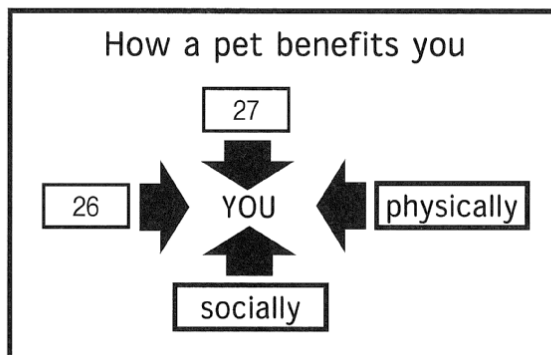 How a pet benefits you
27
26
YOU
physically
socially